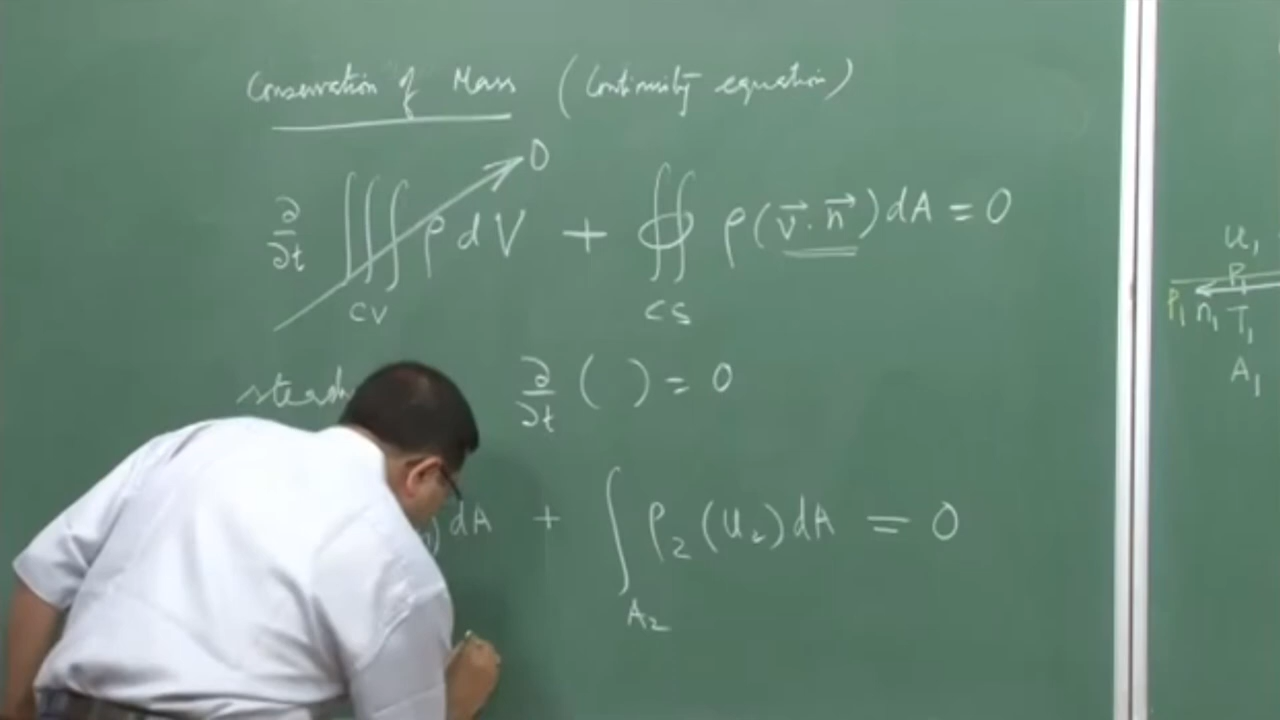 Conservation of Mass (Continuity equation)
0
∂/∂t ∭ ρ dV + ∯ ρ(v⃗·n⃗)dA = 0
CV CS
∂/∂t ( ) = 0
dA + ∫ ρ₂(u₂)dA = 0
A₂
u₁
P₁
ρ₁ n₁ T₁
A₁